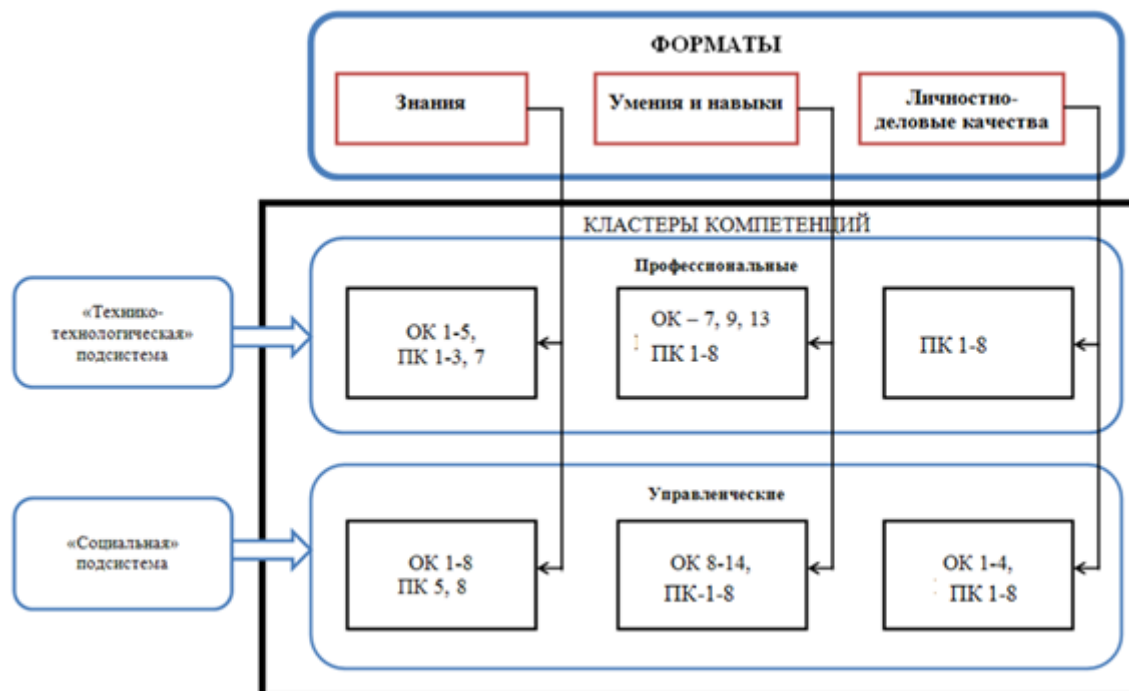 ФОРМАТЫ
Знания
Умения и навыки
Личностно-
деловые качества
КЛАСТЕРЫ КОМПЕТЕНЦИЙ
«Технико-
технологическая»
подсистема
Профессиональные
ОК 1-5,
ПК 1-3, 7
ОК – 7, 9, 13
ПК 1-8
ПК 1-8
«Социальная»
подсистема
Управленческие
ОК 1-8
ПК 5, 8
ОК 8-14,
ПК-1-8
ОК 1-4,
ПК 1-8